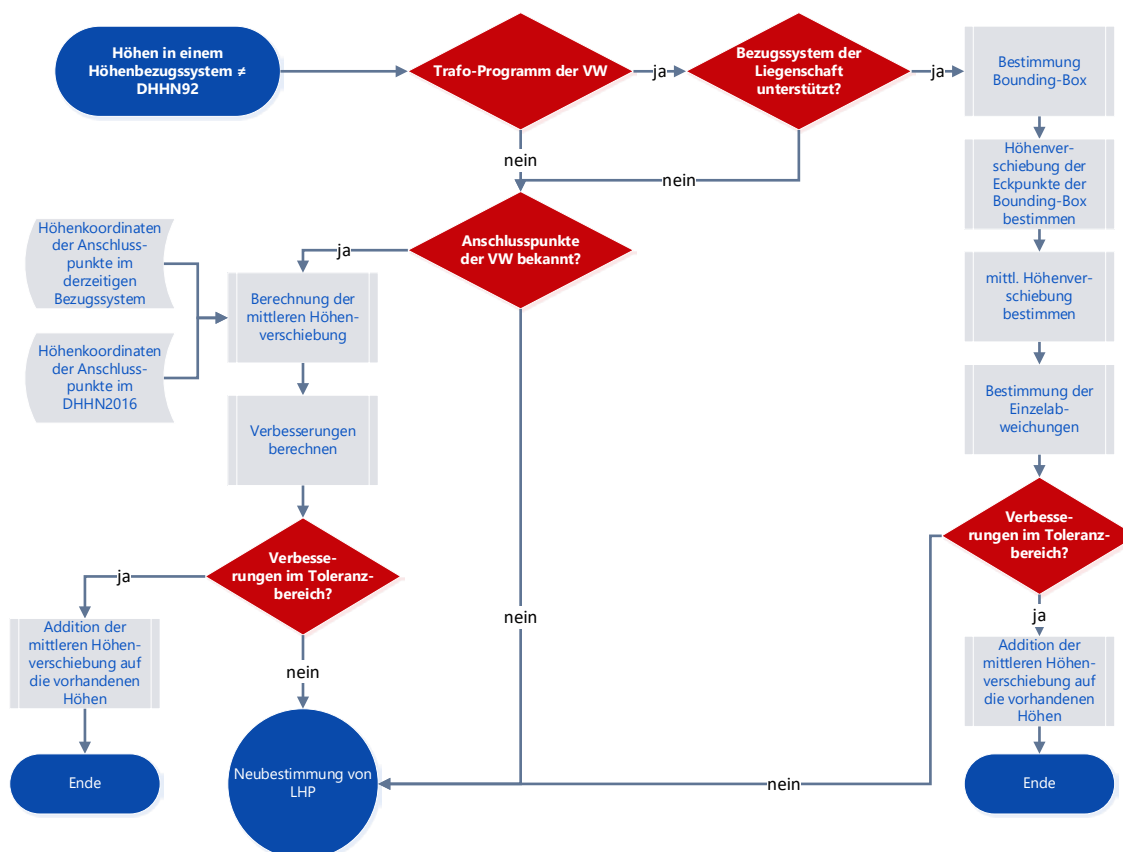 Höhen in einem
Höhenbezugssystem ≠
DHHN92
Trafo-Programm der VW
ja
Bezugssystem der
Liegenschaft
unterstützt?
ja
Bestimmung
Bounding-Box
nein
nein
Höhenver-
schiebung der
Eckpunkte der
Bounding-Box
bestimmen
Anschlusspunkte
der VW bekannt?
ja
Höhenkoordinaten
der Anschluss-
punkte im
derzeitigen
Bezugssystem
Berechnung der
mittleren Höhen-
verschiebung
mittl. Höhenver-
schiebung
bestimmen
Höhenkoordinaten
der Anschluss-
punkte im
DHHN2016
Bestimmung der
Einzelab-
weichungen
Verbesserungen
berechnen
Verbesse-
rungen im Toleranz-
bereich?
Verbesse-
rungen im Toleranz-
bereich?
ja
nein
ja
Addition der
mittleren Höhen-
verschiebung auf
die vorhandenen
Höhen
nein
Addition der
mittleren Höhen-
verschiebung auf
die vorhandenen
Höhen
Ende
Neubestimmung von
LHP
nein
Ende